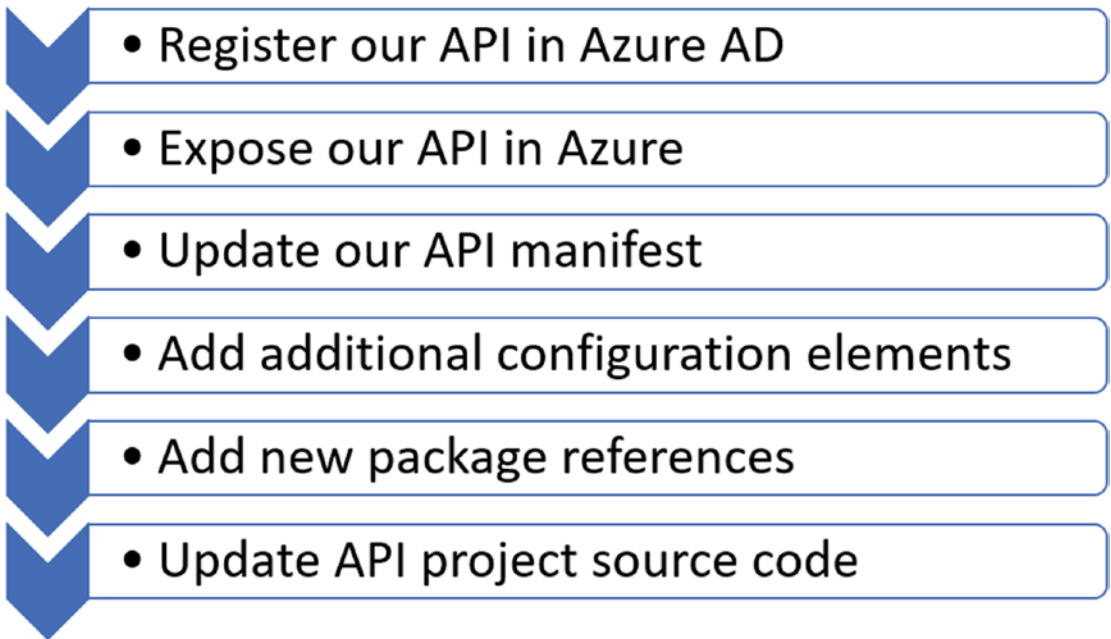 • Register our API in Azure AD
• Expose our API in Azure
• Update our API manifest
• Add additional configuration elements
• Add new package references
• Update API project source code